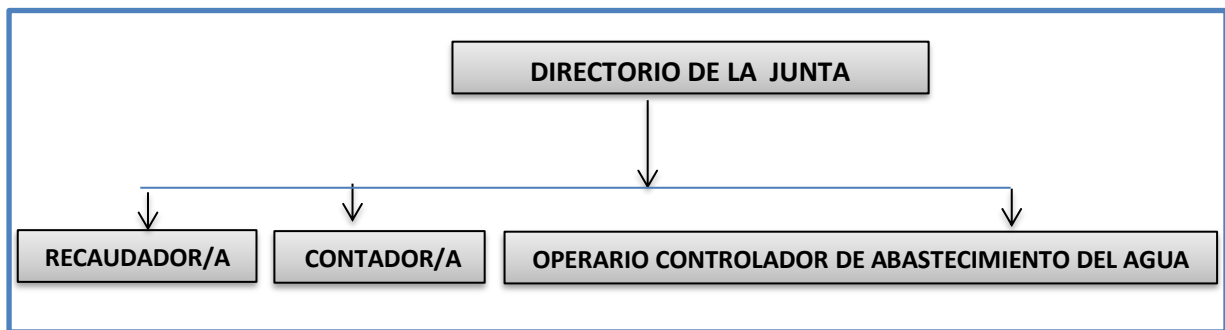 DIRECTORIO DE LA JUNTA
RECAUDADOR/A
CONTADOR/A
OPERARIO CONTROLADOR DE ABASTECIMIENTO DEL AGUA